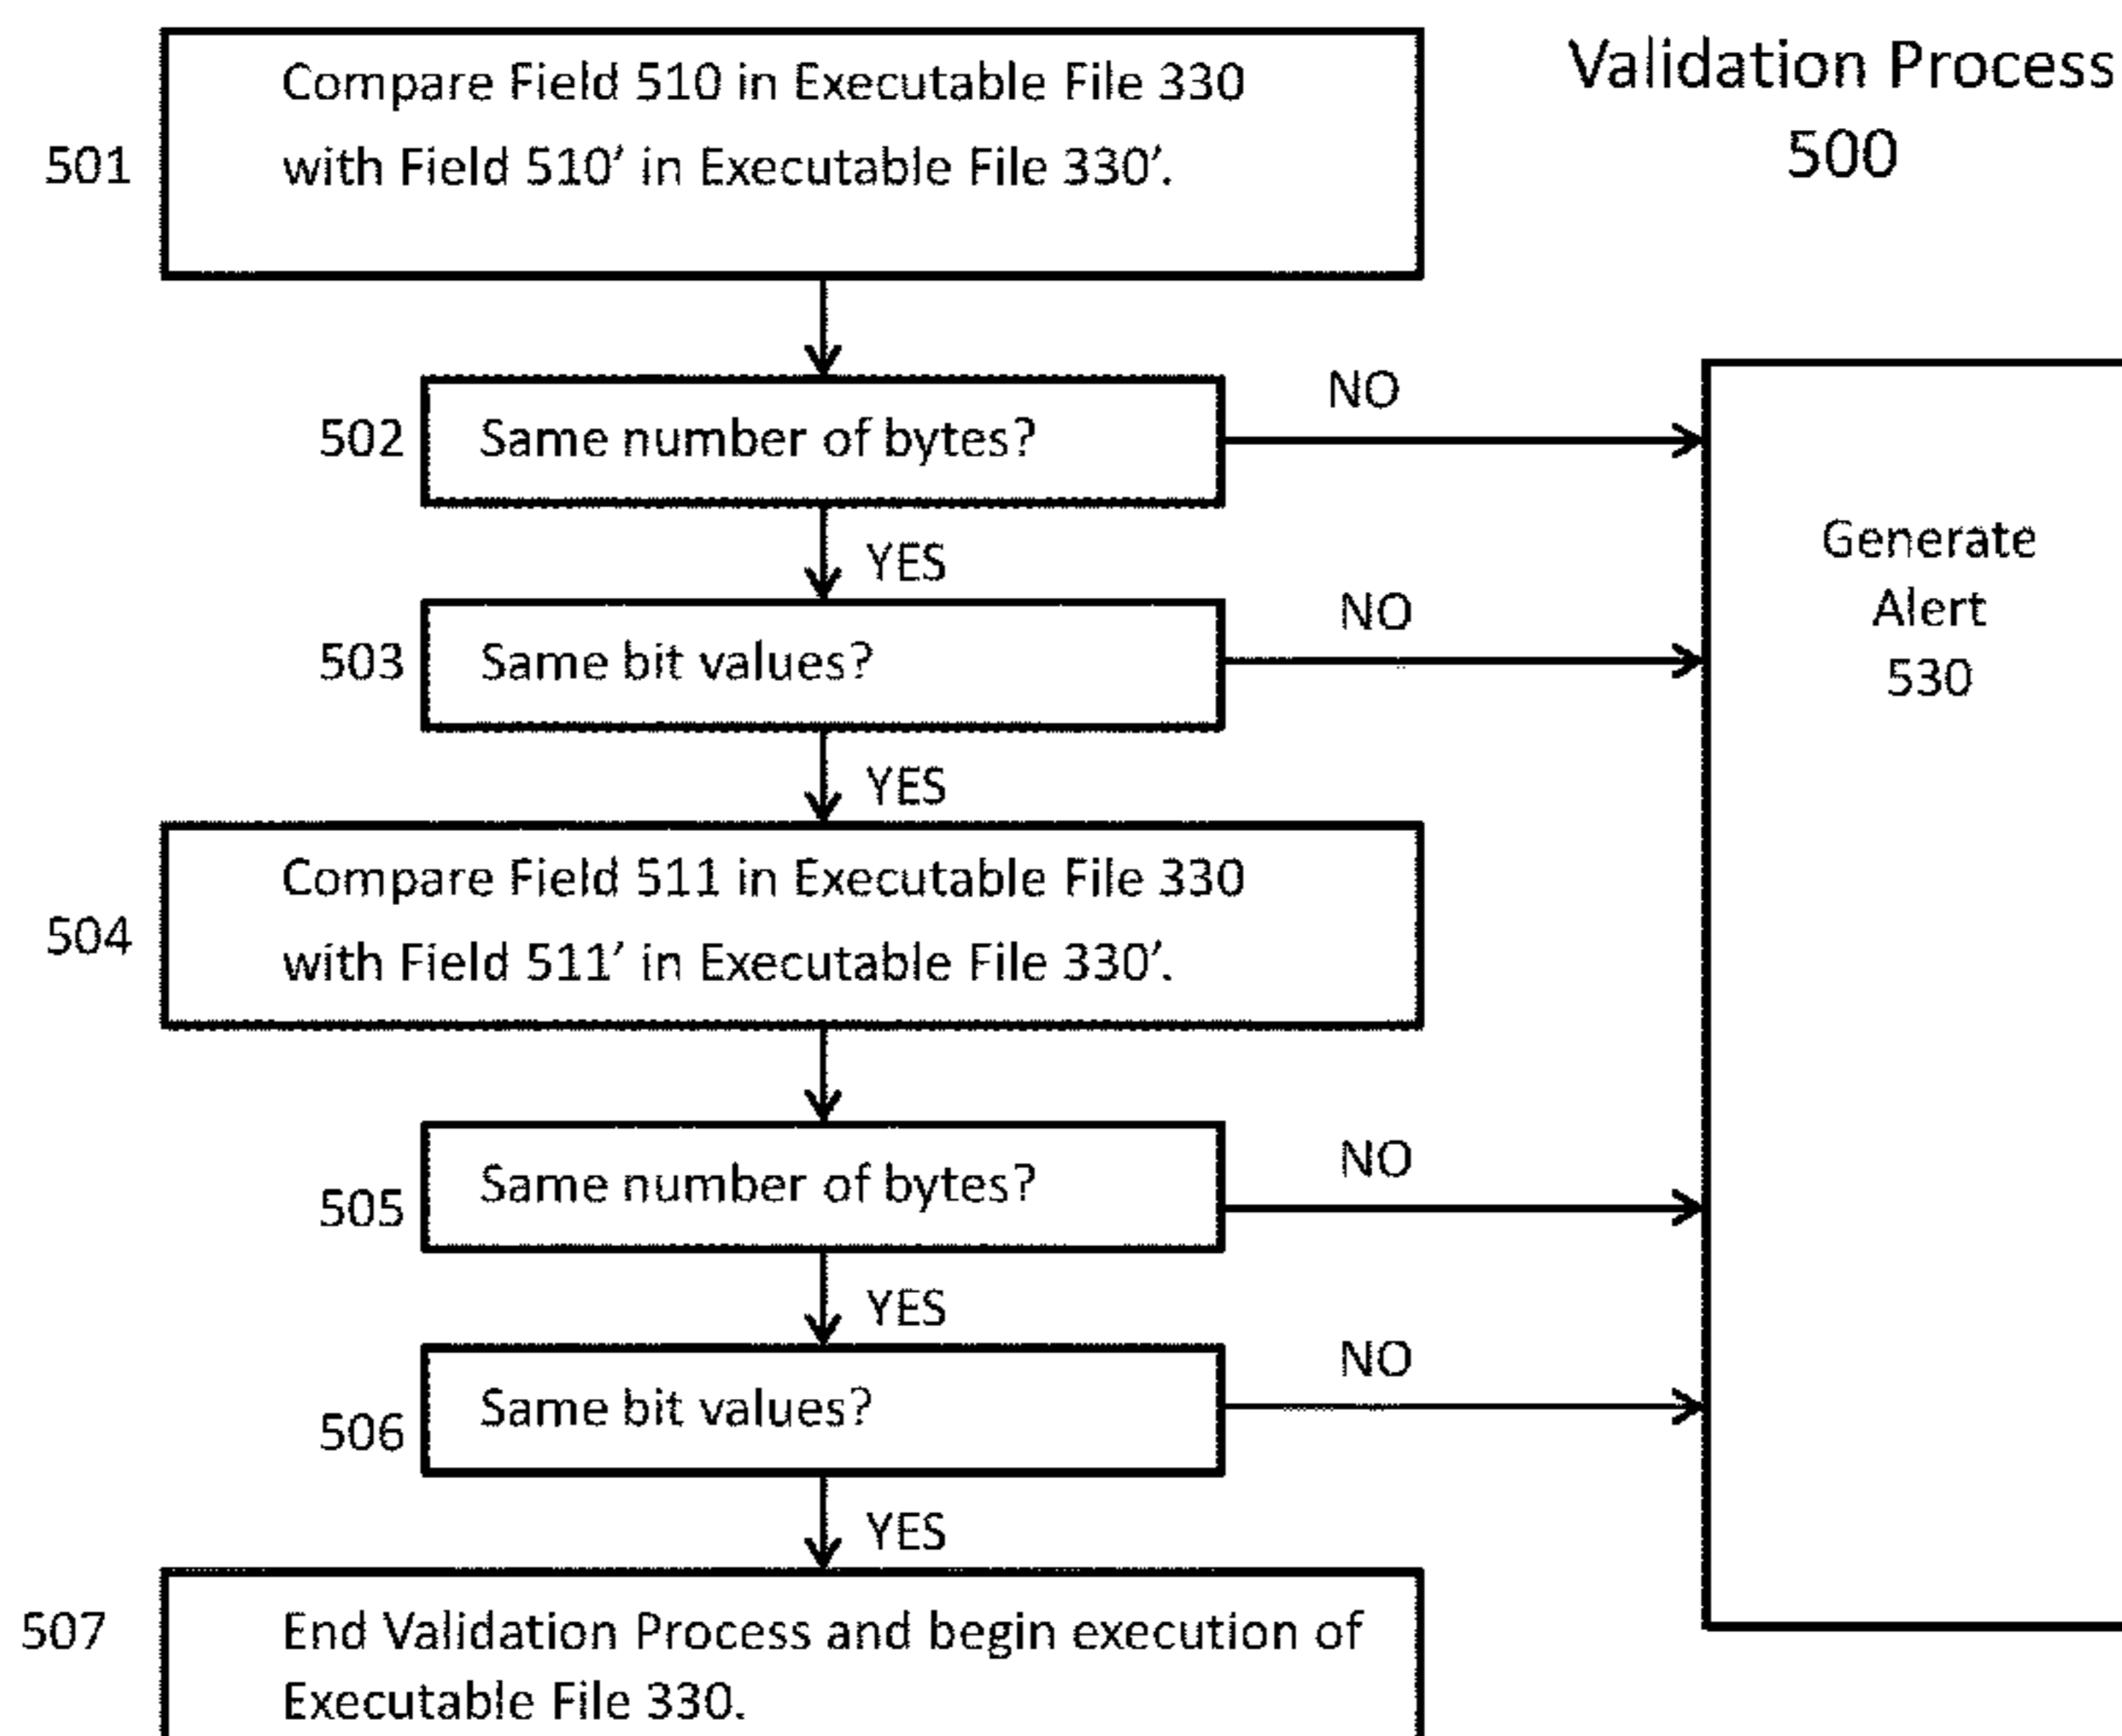 Validation Process
500
501
Compare Field 510 in Executable File 330
with Field 510’ in Executable File 330’.
502
Same number of bytes?
NO
YES
503
Same bit values?
NO
YES
Generate
Alert
530
504
Compare Field 511 in Executable File 330
with Field 511’ in Executable File 330’.
505
Same number of bytes?
NO
YES
506
Same bit values?
NO
YES
507
End Validation Process and begin execution of
Executable File 330.